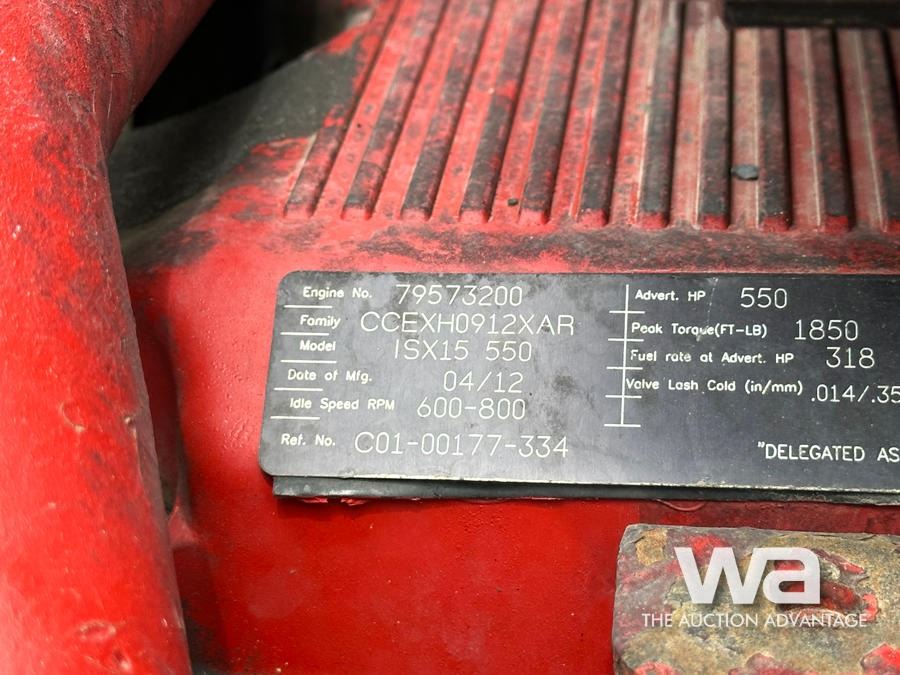 Engine No. 79573200
Family CCEXH0912XAR
Model ISX15 550
Date of Mfg. 04/12
Idle Speed RPM 600-800
Ref. No. C01-00177-334
Advert. HP 550
Peak Torque(FT-LB) 1850
Fuel rate at Advert. HP 318
Valve Lash Cold (in/mm) .014/.35
"DELEGATED AS
wa
THE AUCTION ADVANTAGE